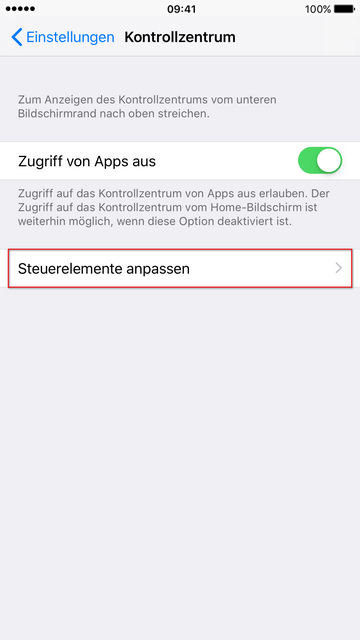 09:41
100%
Einstellungen Kontrollzentrum
Zum Anzeigen des Kontrollzentrums vom unteren
Bildschirmrand nach oben streichen.
Zugriff von Apps aus
Zugriff auf das Kontrollzentrum von Apps aus erlauben. Der
Zugriff auf das Kontrollzentrum vom Home-Bildschirm ist
weiterhin möglich, wenn diese Option deaktiviert ist.
Steuerelemente anpassen